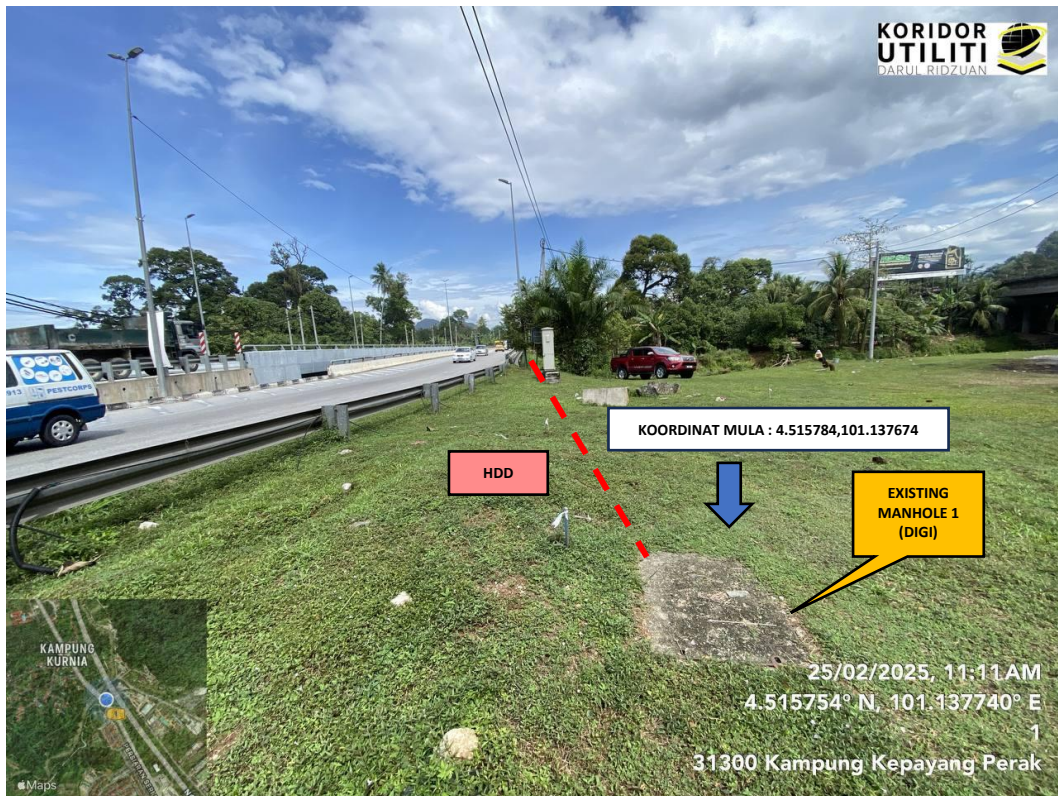 KORIDOR
UTILITI
DARUL RIDZUAN
913
PESTCORPS
KOORDINAT MULA : 4.515784,101.137674
HDD
EXISTING
MANHOLE 1
(DIGI)
KAMPUNG
KURNIA
Maps
25/02/2025, 11:11 AM
4.515754° N, 101.137740° E
1
31300 Kampung Kepayang Perak